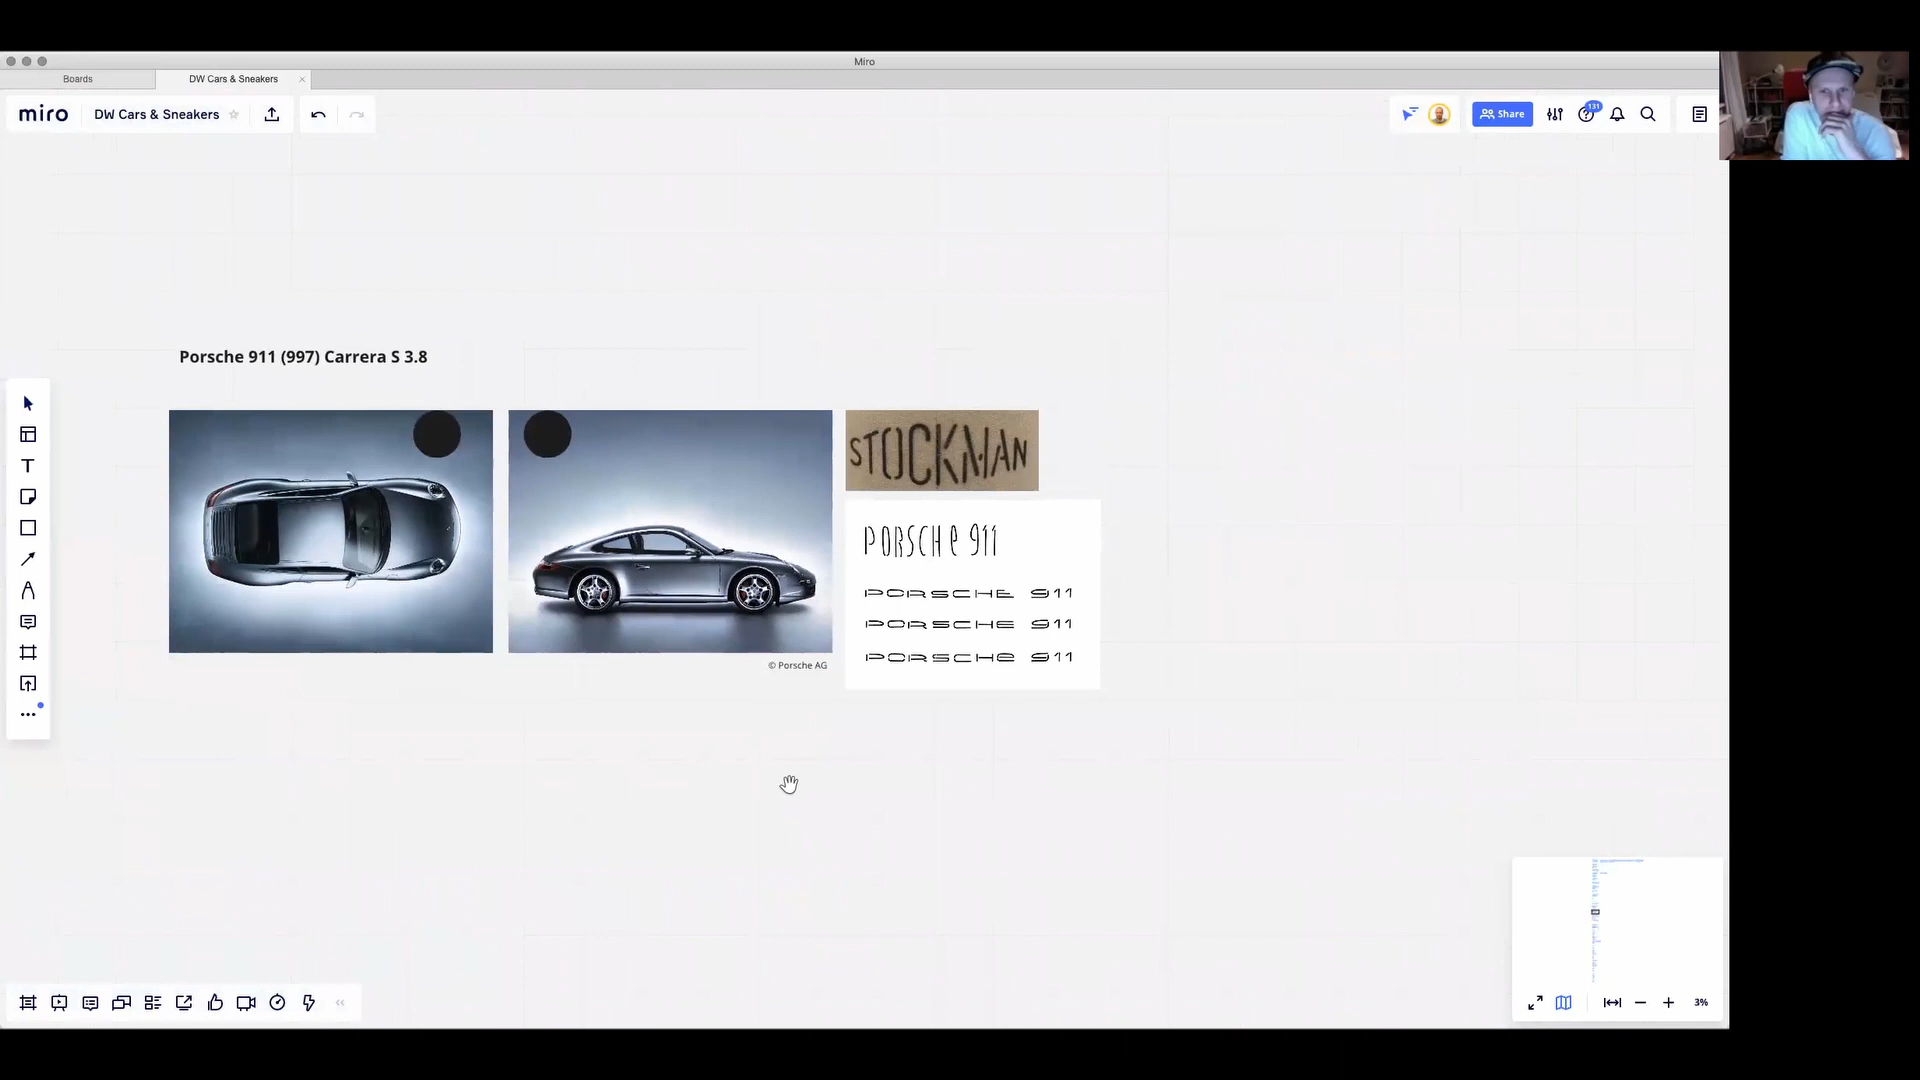 Miro
Boards
DW Cars & Sneakers
miro
DW Cars & Sneakers
Share
131
Porsche 911 (997) Carrera S 3.8
STOCKMAN
PORSCHe 911
PORSCHE 911
PORSCHE 911
PORSCHe 911
© Porsche AG
3%